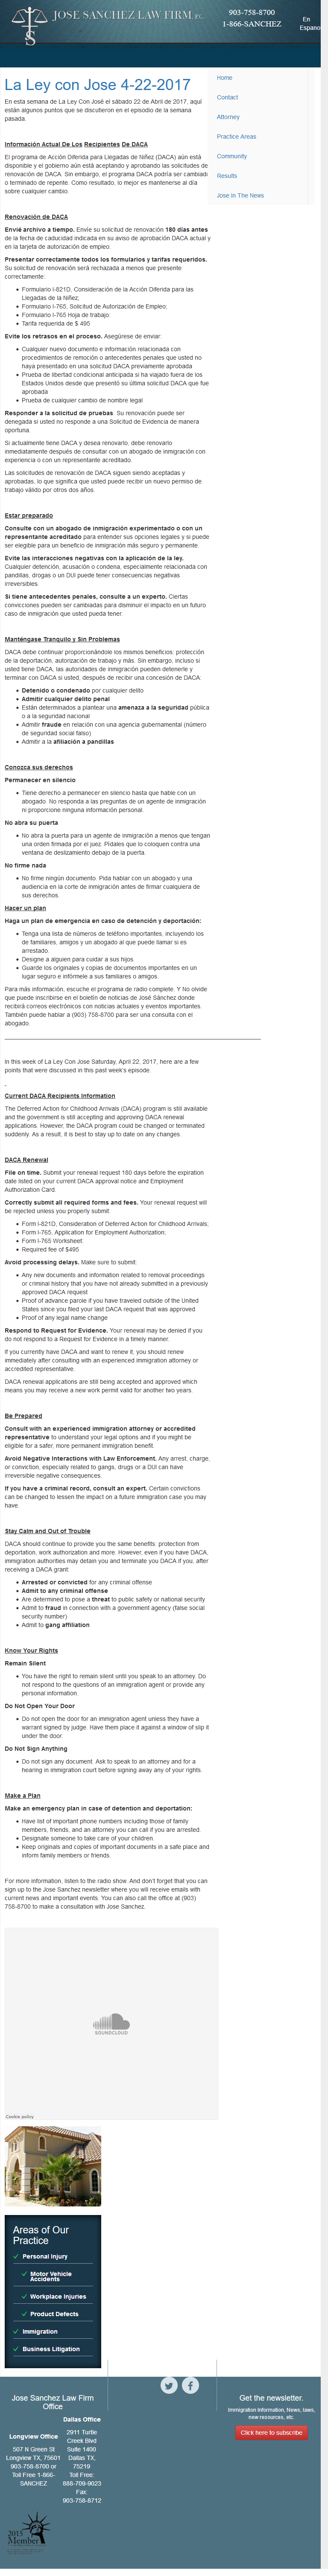 JOSE SANCHEZ LAW FIRM P.C.
903-758-8700
1-866-SANCHEZ
En
Espanol
La Ley con Jose 4-22-2017
Home
Contact
Attorney
Practice Areas
Community
Results
Jose In The News
En esta semana de La Ley Con José el sábado 22 de Abril de 2017, aquí
están algunos puntos que se discutieron en el episodio de la semana
pasada.
Información Actual De Los Recipientes De DACA
El programa de Acción Diferida para Llegadas de Niñez (DACA) aún está
disponible y el gobierno aún está aceptando y aprobando las solicitudes de
renovación de DACA. Sin embargo, el programa DACA podría ser cambiado
o terminado de repente. Como resultado, lo mejor es mantenerse al día
sobre cualquier cambio.
Renovación de DACA
Envié archivo a tiempo. Envíe su solicitud de renovación 180 días antes
de la fecha de caducidad indicada en su aviso de aprobación DACA actual y
en la tarjeta de autorización de empleo.
Presentar correctamente todos los formularios y tarifas requeridos.
Su solicitud de renovación será rechazada a menos que presente
correctamente:
Formulario I-821D, Consideración de la Acción Diferida para las
Llegadas de la Niñez;
Formulario I-765, Solicitud de Autorización de Empleo;
Formulario I-765 Hoja de trabajo:
Tarifa requerida de $ 495
Evite los retrasos en el proceso. Asegúrese de enviar:
Cualquier nuevo documento e información relacionada con
procedimientos de remoción o antecedentes penales que usted no
haya presentado en una solicitud DACA previamente aprobada
Prueba de libertad condicional anticipada si ha viajado fuera de los
Estados Unidos desde que presentó su última solicitud DACA que fue
aprobada
Prueba de cualquier cambio de nombre legal
Responder a la solicitud de pruebas. Su renovación puede ser
denegada si usted no responde a una Solicitud de Evidencia de manera
oportuna.
Si actualmente tiene DACA y desea renovarlo, debe renovarlo
inmediatamente después de consultar con un abogado de inmigración con
experiencia o con un representante acreditado.
Las solicitudes de renovación de DACA siguen siendo aceptadas y
aprobadas, lo que significa que usted puede recibir un nuevo permiso de
trabajo válido por otros dos años.
Estar preparado
Consulte con un abogado de inmigración experimentado o con un
representante acreditado para entender sus opciones legales y si puede
ser elegible para un beneficio de inmigración más seguro y permanente.
Evite las interacciones negativas con la aplicación de la ley.
Cualquier detención, acusación o condena, especialmente relacionada con
pandillas, drogas o un DUI puede tener consecuencias negativas
irreversibles.
Si tiene antecedentes penales, consulte a un experto. Ciertas
convicciones pueden ser cambiadas para disminuir el impacto en un futuro
caso de inmigración que usted pueda tener.
Manténgase Tranquilo y Sin Problemas
DACA debe continuar proporcionándole los mismos beneficios: protección
de la deportación, autorización de trabajo y más. Sin embargo, incluso si
usted tiene DACA, las autoridades de inmigración pueden detenerle y
terminar con DACA si usted, después de recibir una concesión de DACA:
Detenido o condenado por cualquier delito
Admitir cualquier delito penal
Están determinados a plantear una amenaza a la seguridad pública
o a la seguridad nacional
Admitir fraude en relación con una agencia gubernamental (número
de seguridad social falso)
Admitir a la afiliación a pandillas
Conozca sus derechos
Permanecer en silencio
Tiene derecho a permanecer en silencio hasta que hable con un
abogado. No responda a las preguntas de un agente de inmigración
ni proporcione ninguna información personal.
No abra su puerta
No abra la puerta para un agente de inmigración a menos que tengan
una orden firmada por el juez. Pídales que lo coloquen contra una
ventana de deslizamiento debajo de la puerta.
No firme nada
No firme ningún documento. Pida hablar con un abogado y una
audiencia en la corte de inmigración antes de firmar cualquiera de
sus derechos.
Hacer un plan
Haga un plan de emergencia en caso de detención y deportación:
Tenga una lista de números de teléfono importantes, incluyendo los
de familiares, amigos y un abogado al que puede llamar si es
arrestado.
Designe a alguien para cuidar a sus hijos.
Guarde los originales y copias de documentos importantes en un
lugar seguro e infórmele a sus familiares o amigos.
Para más información, escuche el programa de radio complete. Y No olvide
que puede inscribirse en el boletín de noticias de José Sánchez donde
recibirá correos electrónicos con noticias actuales y eventos importantes.
También puede hablar a (903) 758-8700 para ser una consulta con el
abogado.
In this week of La Ley Con Jose Saturday, April 22, 2017, here are a few
points that were discussed in this past week's episode.
Current DACA Recipients Information
The Deferred Action for Childhood Arrivals (DACA) program is still available
and the government is still accepting and approving DACA renewal
applications. However, the DACA program could be changed or terminated
suddenly. As a result, it is best to stay up to date on any changes.
DACA Renewal
File on time. Submit your renewal request 180 days before the expiration
date listed on your current DACA approval notice and Employment
Authorization Card.
Correctly submit all required forms and fees. Your renewal request will
be rejected unless you properly submit:
Form I-821D, Consideration of Deferred Action for Childhood Arrivals;
Form I-765, Application for Employment Authorization;
Form I-765 Worksheet:
Required fee of $495
Avoid processing delays. Make sure to submit:
Any new documents and information related to removal proceedings
or criminal history that you have not already submitted in a previously
approved DACA request
Proof of advance parole if you have traveled outside of the United
States since you filed your last DACA request that was approved
Proof of any legal name change
Respond to Request for Evidence. Your renewal may be denied if you
do not respond to a Request for Evidence in a timely manner.
If you currently have DACA and want to renew it, you should renew
immediately after consulting with an experienced immigration attorney or
accredited representative.
DACA renewal applications are still being accepted and approved which
means you may receive a new work permit valid for another two years.
Be Prepared
Consult with an experienced immigration attorney or accredited
representative to understand your legal options and if you might be
eligible for a safer, more permanent immigration benefit.
Avoid Negative Interactions with Law Enforcement. Any arrest, charge,
or conviction, especially related to gangs, drugs or a DUI can have
irreversible negative consequences.
If you have a criminal record, consult an expert. Certain convictions
can be changed to lessen the impact on a future immigration case you may
have.
Stay Calm and Out of Trouble
DACA should continue to provide you the same benefits: protection from
deportation, work authorization and more. However, even if you have DACA,
immigration authorities may detain you and terminate you DACA if you, after
receiving a DACA grant:
Arrested or convicted for any criminal offense
Admit to any criminal offense
Are determined to pose a threat to public safety or national security
Admit to fraud in connection with a government agency (false social
security number)
Admit to gang affiliation
Know Your Rights
Remain Silent
You have the right to remain silent until you speak to an attorney. Do
not respond to the questions of an immigration agent or provide any
personal information.
Do Not Open Your Door
Do not open the door for an immigration agent unless they have a
warrant signed by judge. Have them place it against a window of slip it
under the door.
Do Not Sign Anything
Do not sign any document. Ask to speak to an attorney and for a
hearing in immigration court before signing away any of your rights.
Make a Plan
Make an emergency plan in case of detention and deportation:
Have list of important phone numbers including those of family
members, friends, and an attorney you can call if you are arrested.
Designate someone to take care of your children.
Keep originals and copies of important documents in a safe place and
inform family members or friends.
For more information, listen to the radio show. And don't forget that you can
sign up to the Jose Sanchez newsletter where you will receive emails with
current news and important events. You can also call the office at (903)
758-8700 to make a consultation with Jose Sanchez.
SOUNDCLOUD
Cookie policy
Areas of Our
Practice
Personal Injury
Motor Vehicle
Accidents
Workplace Injuries
Product Defects
Immigration
Business Litigation
Jose Sanchez Law Firm
Office
Longview Office
507 N Green St
Longview TX, 75601
903-758-8700 or
Toll Free 1-866-
SANCHEZ
Dallas Office
2911 Turtle
Creek Blvd
Suite 1400
Dallas TX,
75219
Toll Free:
888-709-9023
Fax:
903-758-8712
Get the newsletter.
Immigration Information, News, laws,
new resources, etc.
Click here to subscribe
2015
Member